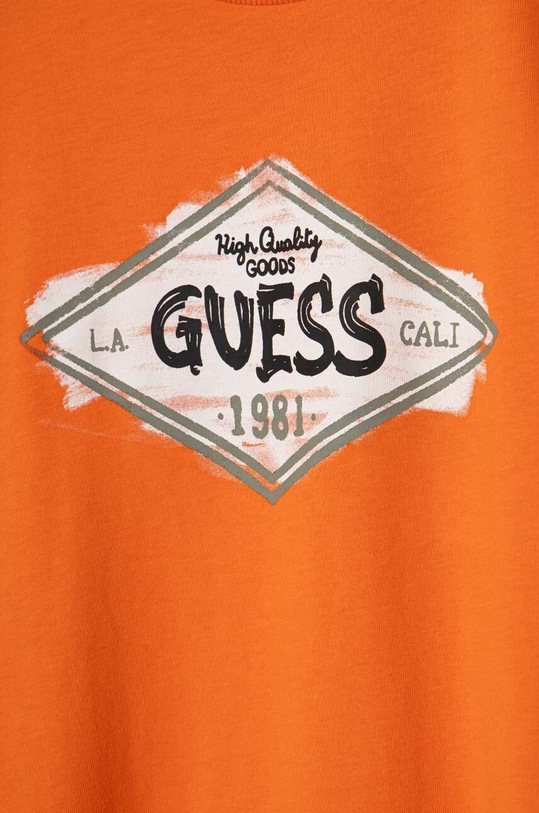 High Quality
GOODS
GUESS
L.A.
CALI
·1981·